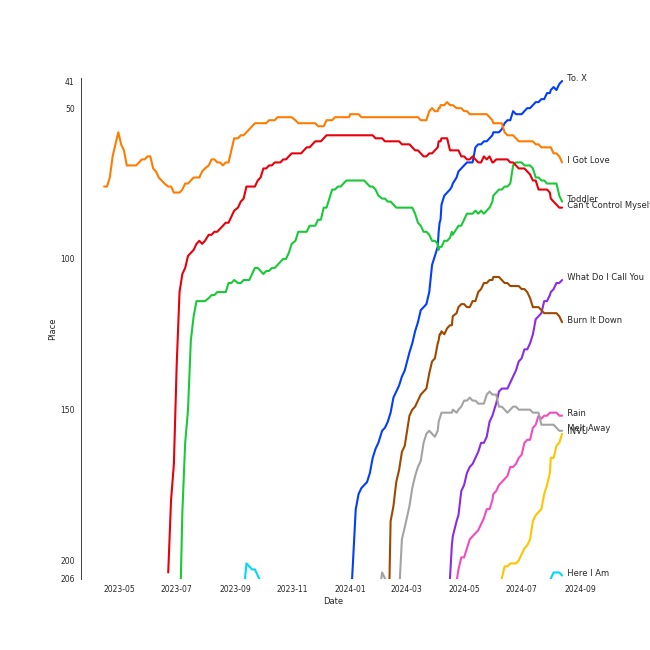 41
To. X
50
I Got Love
Toddler
Can't Control Mysel
100
What Do I Call You
Burn It Down
Place
150
Rain
Melt Away
INVU
200
206
Here I Am
2023-05 2023-07 2023-09 2023-11 2024-01 2024-03 2024-05 2024-07 2024-09
Date